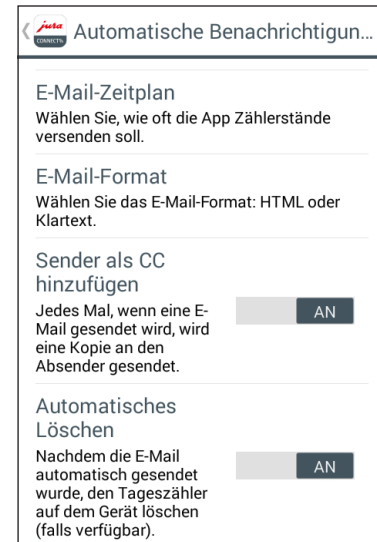 jura
CONNECT
Automatische Benachrichtigun...
E-Mail-Zeitplan
Wählen Sie, wie oft die App Zählerstände
versenden soll.
E-Mail-Format
Wählen Sie das E-Mail-Format: HTML oder
Klartext.
Sender als CC
hinzufügen
Jedes Mal, wenn eine E-
Mail gesendet wird, wird
eine Kopie an den
Absender gesendet.
AN
Automatisches
Löschen
Nachdem die E-Mail
automatisch gesendet
wurde, den Tageszähler
auf dem Gerät löschen
(falls verfügbar).
AN